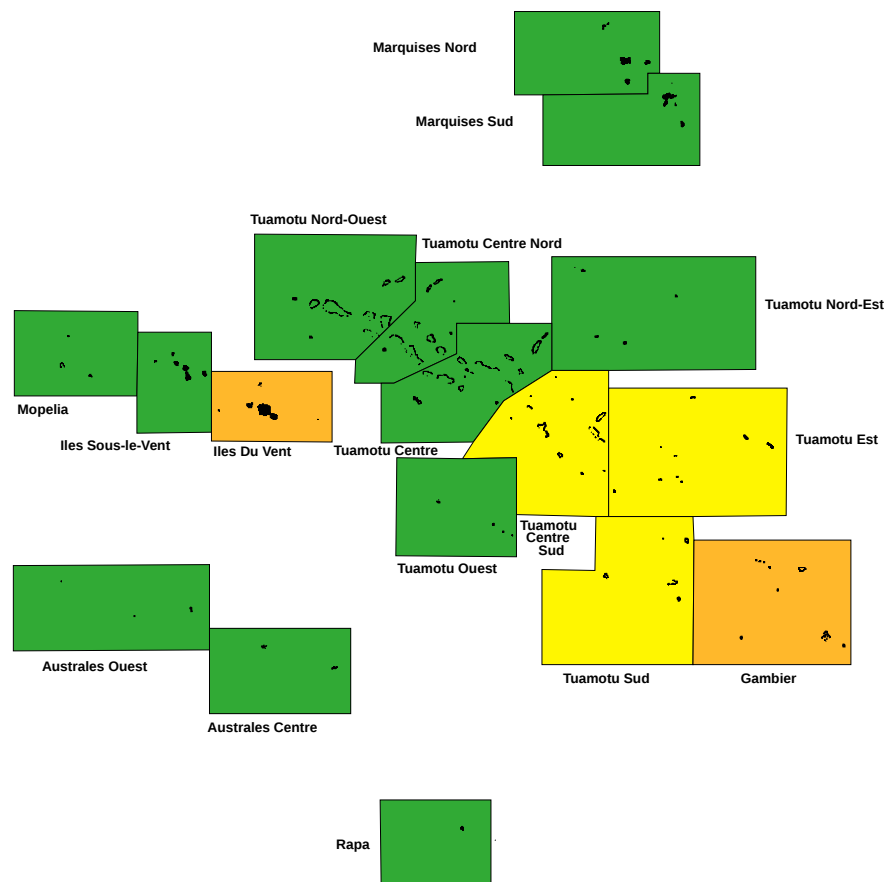 Marquises Nord
Marquises Sud
Tuamotu Nord-Ouest
Tuamotu Centre Nord
Tuamotu Nord-Est
Mopelia
Iles Sous-le-Vent
Iles Du Vent
Tuamotu Centre
Tuamotu Est
Tuamotu
Centre
Sud
Tuamotu Ouest
Australes Ouest
Tuamotu Sud
Gambier
Australes Centre
Rapa